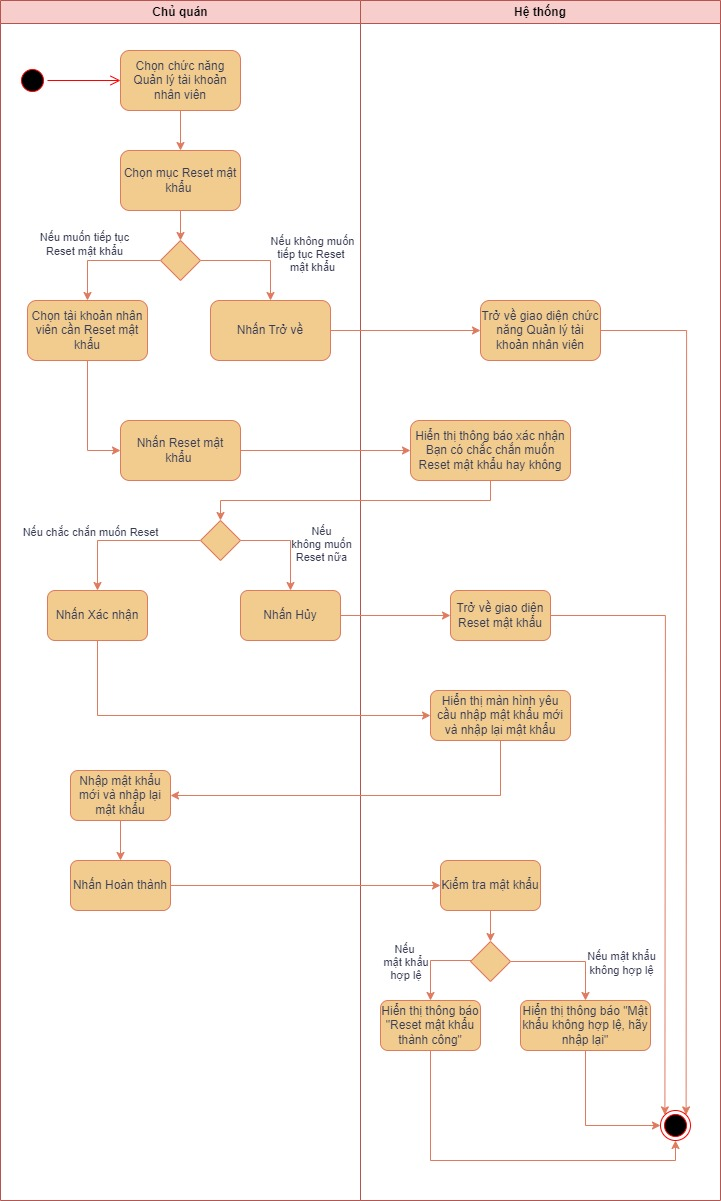 Chủ quán
Hệ thống
Chọn chức năng
Quản lý tài khoản
nhân viên
Chọn mục Reset mật
khẩu
Nếu muốn tiếp tục
Reset mật khẩu
Nếu không muốn
tiếp tục Reset
mật khẩu
Chọn tài khoản nhân
viên cần Reset mật
khẩu
Nhấn Trở về
Trở về giao diện chức
năng Quản lý tài
khoản nhân viên
Nhấn Reset mật
khẩu
Hiển thị thông báo xác nhận
Bạn có chắc chắn muốn
Reset mật khẩu hay không
Nếu chắc chắn muốn Reset
Nếu
không muốn
Reset nữa
Nhấn Xác nhận
Nhấn Hủy
Trở về giao diện
Reset mật khẩu
Hiển thị màn hình yêu
cầu nhập mật khẩu mới
và nhập lại mật khẩu
Nhập mật khẩu
mới và nhập lại
mật khẩu
Nhấn Hoàn thành
Kiểm tra mật khẩu
Nếu
mật khẩu
hợp lệ
Nếu mật khẩu
không hợp lệ
Hiển thị thông báo
"Reset mật khẩu
thành công"
Hiển thị thông báo "Mật
khẩu không hợp lệ, hãy
nhập lại"